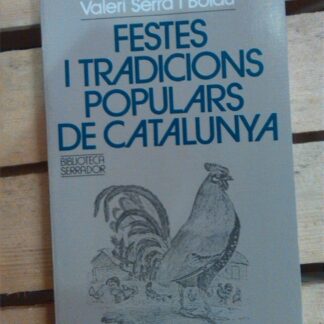 Valeri Serra i Boldú
FESTES
I TRADICIONS
POPULARS
DE CATALUNYA
BIBLIOTECA
SERRADOR